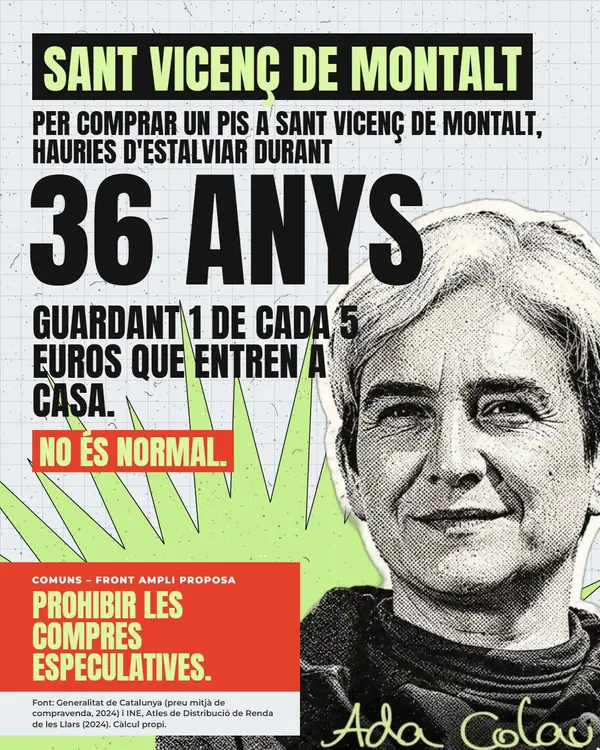 SANT VICENÇ DE MONTALT
PER COMPRAR UN PIS A SANT VICENÇ DE MONTALT,
HAURIES D'ESTALVIAR DURANT
36 ANYS
GUARDANT 1 DE CADA 5
EUROS QUE ENTREN A
CASA.
NO ÉS NORMAL.
COMUNS – FRONT AMPLI PROPOSA
PROHIBIR LES
COMPRES
ESPECULATIVES.
Font: Generalitat de Catalunya (preu mitjà de
compravenda, 2024) i INE, Atles de Distribució de Renda
de les Llars (2024). Càlcul propi.
Ada Colau